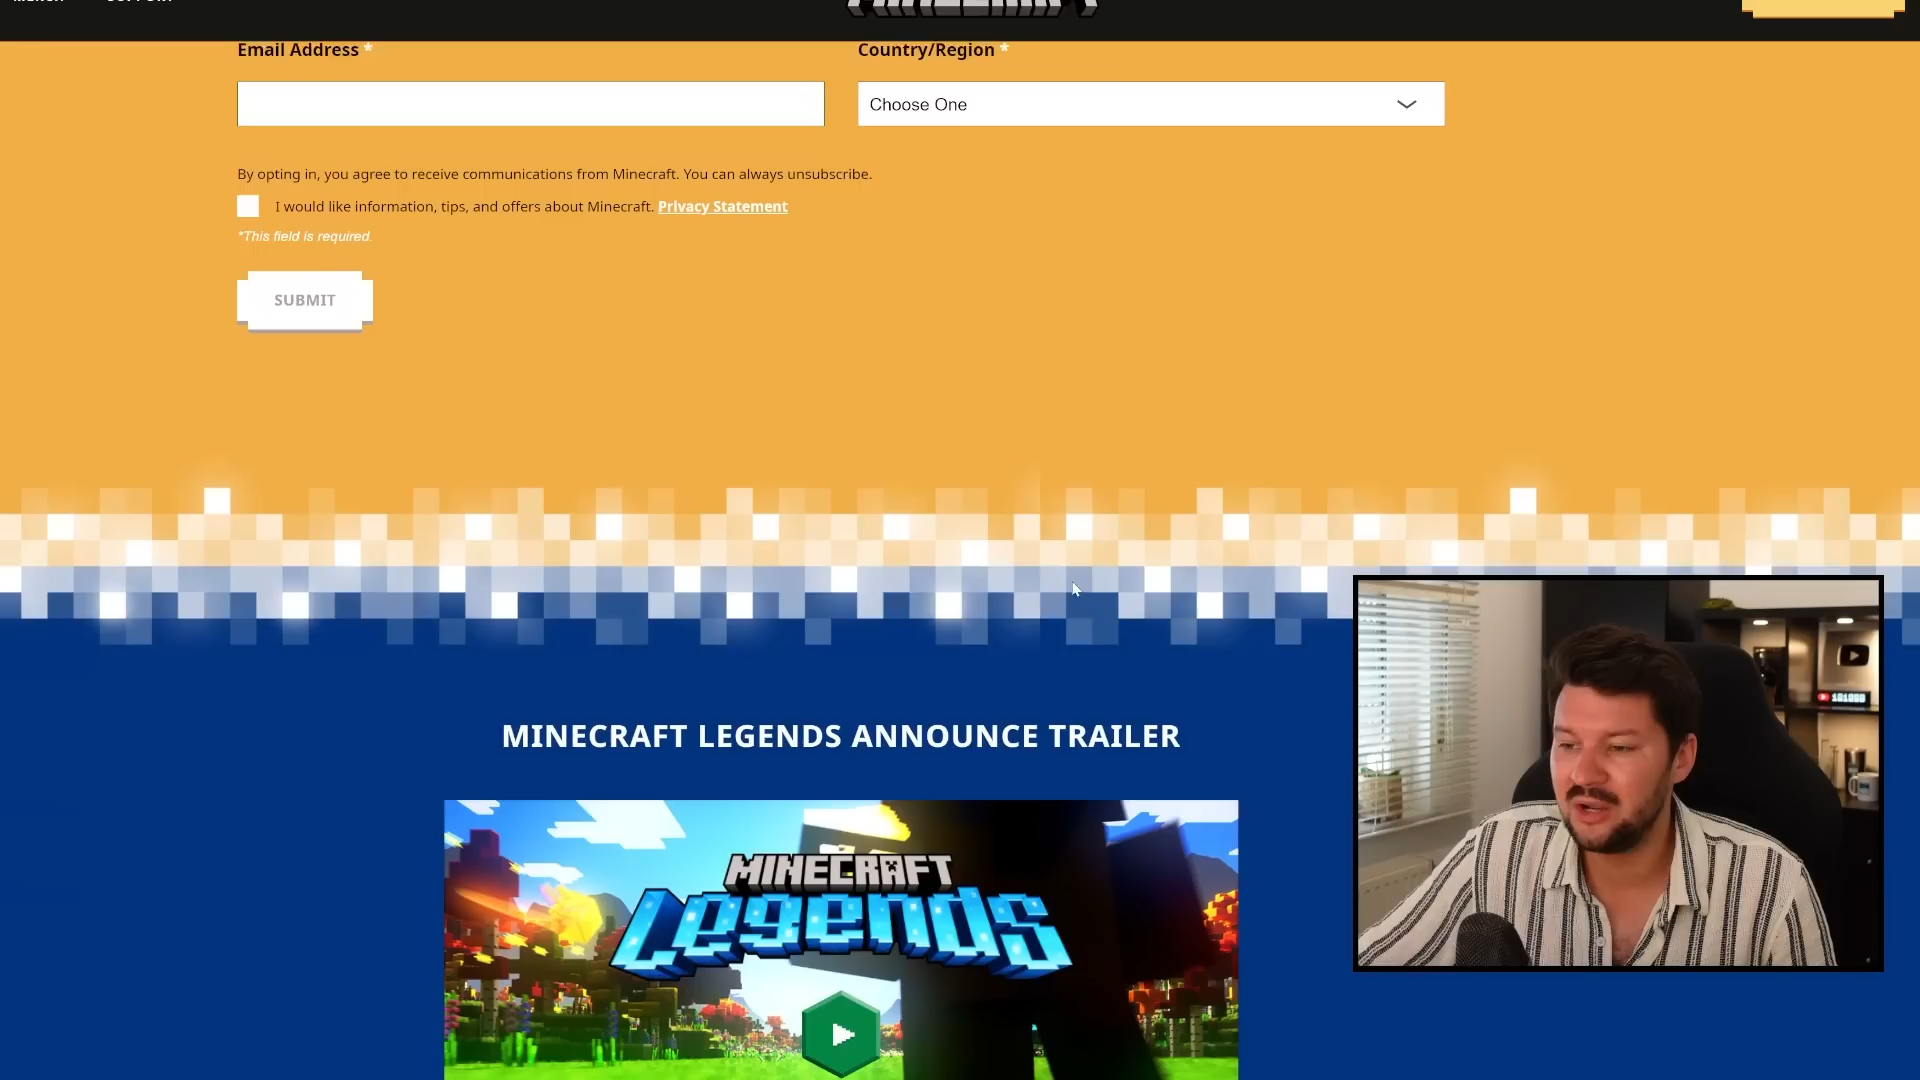 Email Address *
Country/Region *
Choose One
By opting in, you agree to receive communications from Minecraft. You can always unsubscribe.
I would like information, tips, and offers about Minecraft. Privacy Statement
*This field is required.
SUBMIT
MINECRAFT LEGENDS ANNOUNCE TRAILER
MINECRAFT
Legends